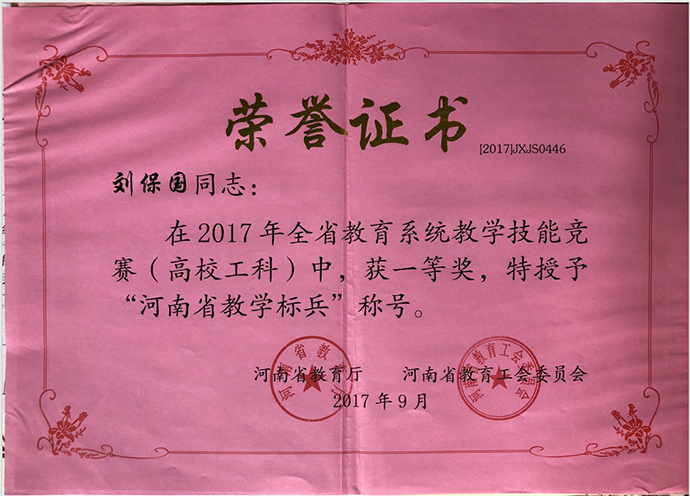 荣誉证书
[2017]JXJS0446
刘保国同志：
在2017年全省教育系统教学技能竞
赛（高校工科）中，获一等奖，特授予
“河南省教学标兵”称号。
河南省教育厅 河南省教育工会委员会
2017年9月